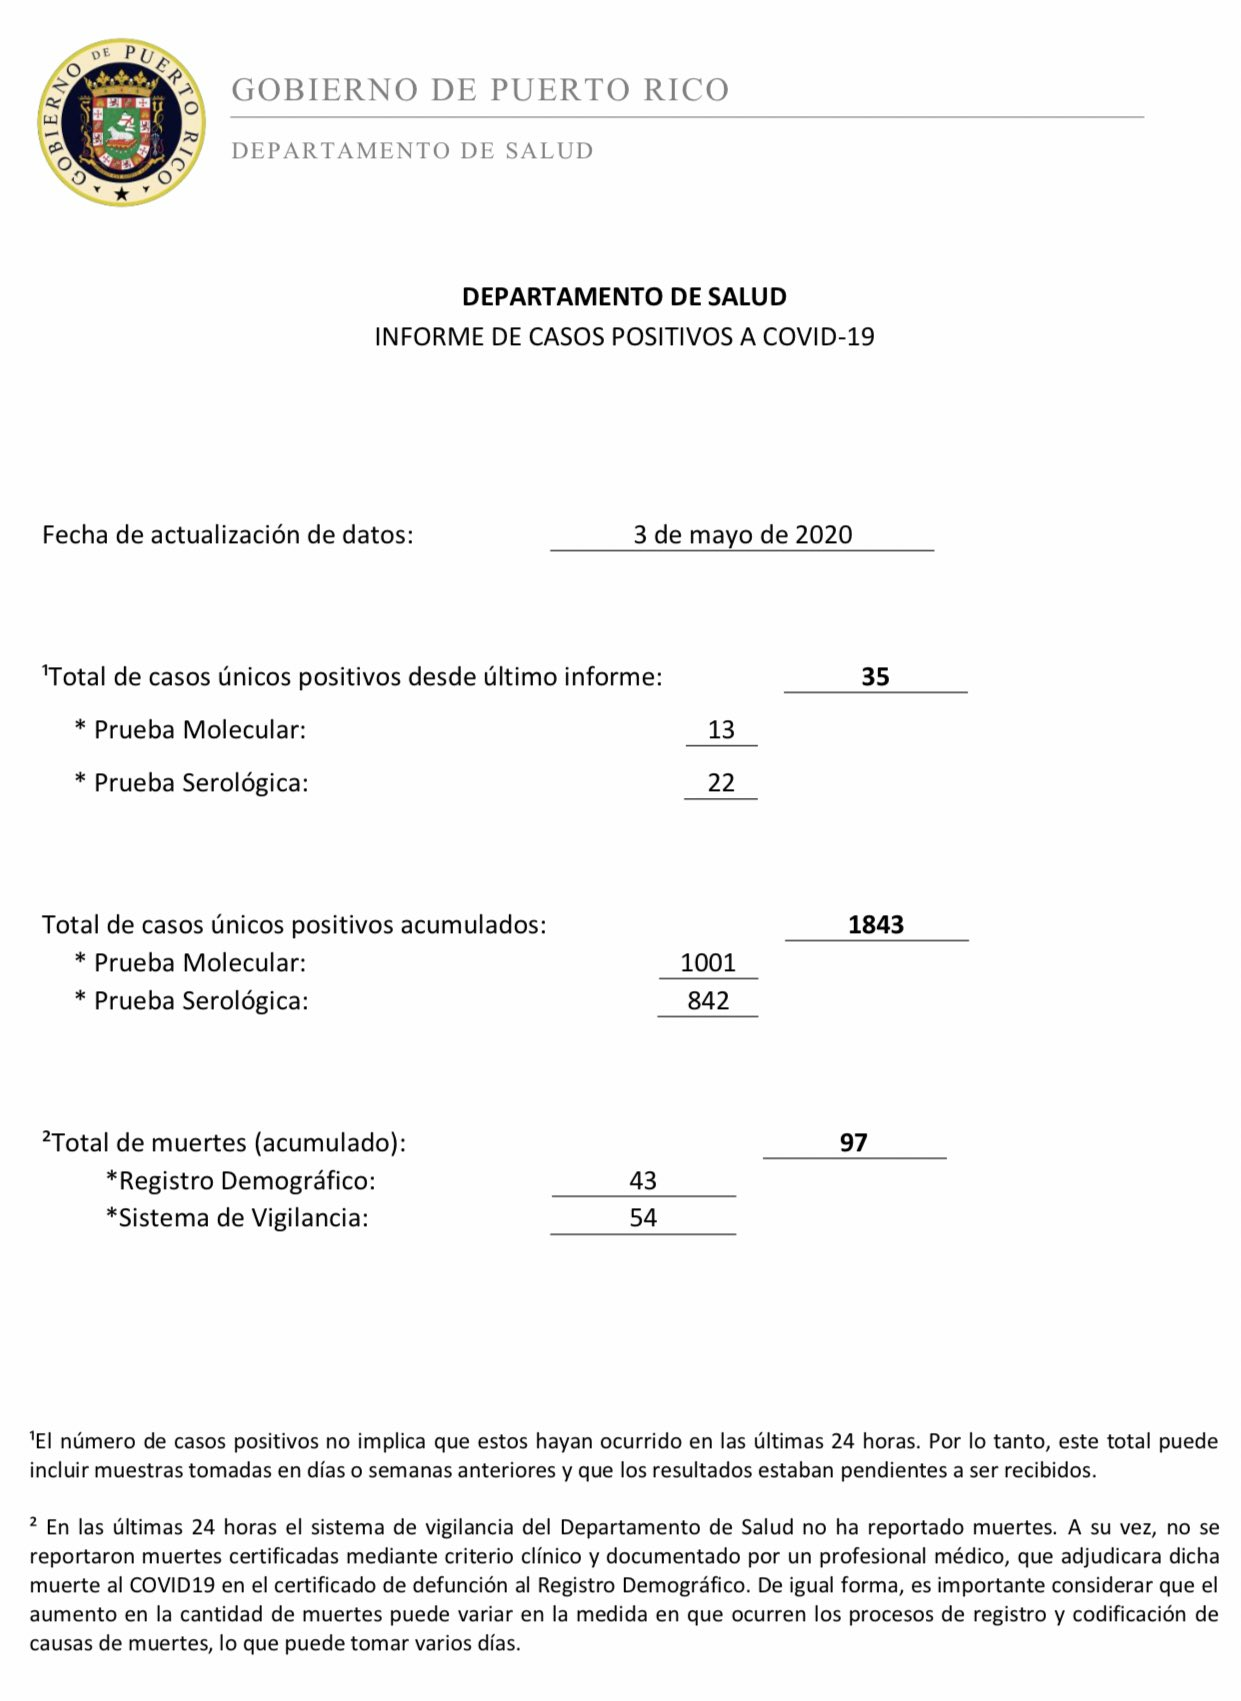 GOBIERNO DE PUERTO RICO
GOBIERNO DE PUERTO RICO
DEPARTAMENTO DE SALUD
DEPARTAMENTO DE SALUD
INFORME DE CASOS POSITIVOS A COVID-19
Fecha de actualización de datos: 3 de mayo de 2020
¹Total de casos únicos positivos desde último informe: 35
* Prueba Molecular: 13
* Prueba Serológica: 22
Total de casos únicos positivos acumulados: 1843
* Prueba Molecular: 1001
* Prueba Serológica: 842
²Total de muertes (acumulado): 97
*Registro Demográfico: 43
*Sistema de Vigilancia: 54
¹El número de casos positivos no implica que estos hayan ocurrido en las últimas 24 horas. Por lo tanto, este total puede
incluir muestras tomadas en días o semanas anteriores y que los resultados estaban pendientes a ser recibidos.
² En las últimas 24 horas el sistema de vigilancia del Departamento de Salud no ha reportado muertes. A su vez, no se
reportaron muertes certificadas mediante criterio clínico y documentado por un profesional médico, que adjudicara dicha
muerte al COVID19 en el certificado de defunción al Registro Demográfico. De igual forma, es importante considerar que el
aumento en la cantidad de muertes puede variar en la medida en que ocurren los procesos de registro y codificación de
causas de muertes, lo que puede tomar varios días.